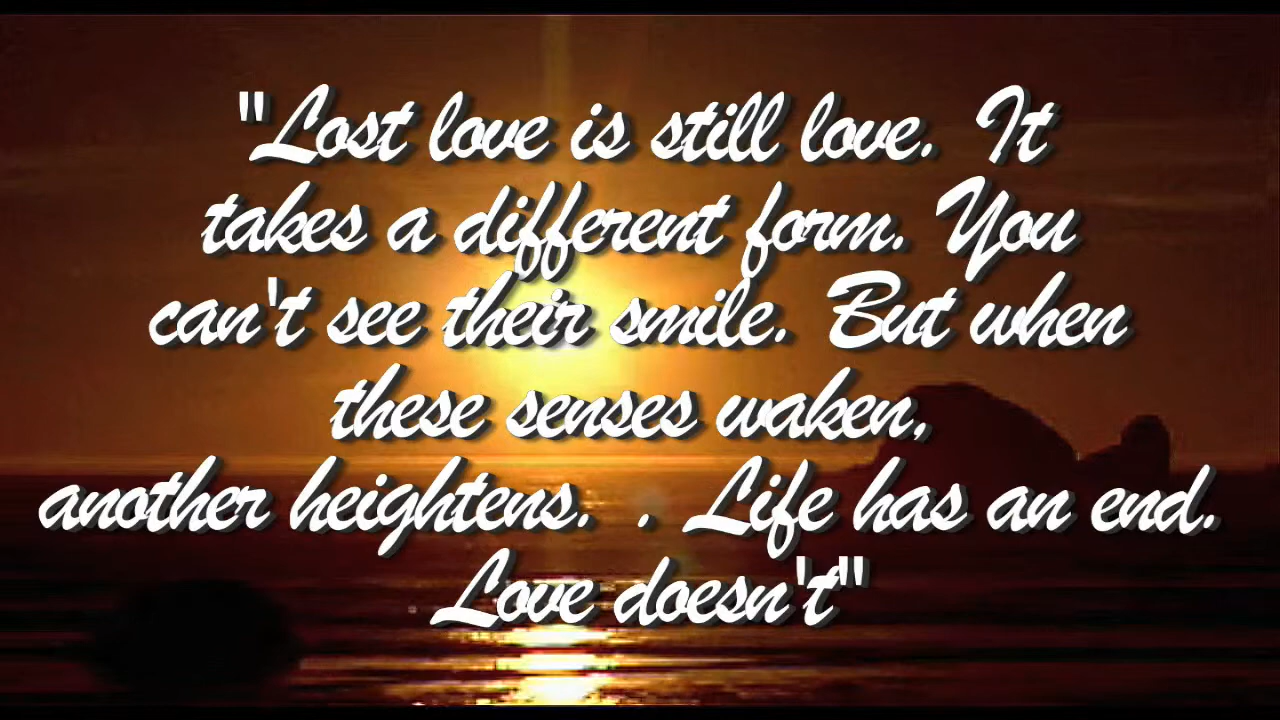 "Lost love is still love. It
takes a different form. You
can't see their smile. But when
these senses waken,
another heightens. . Life has an end.
Love doesn't"